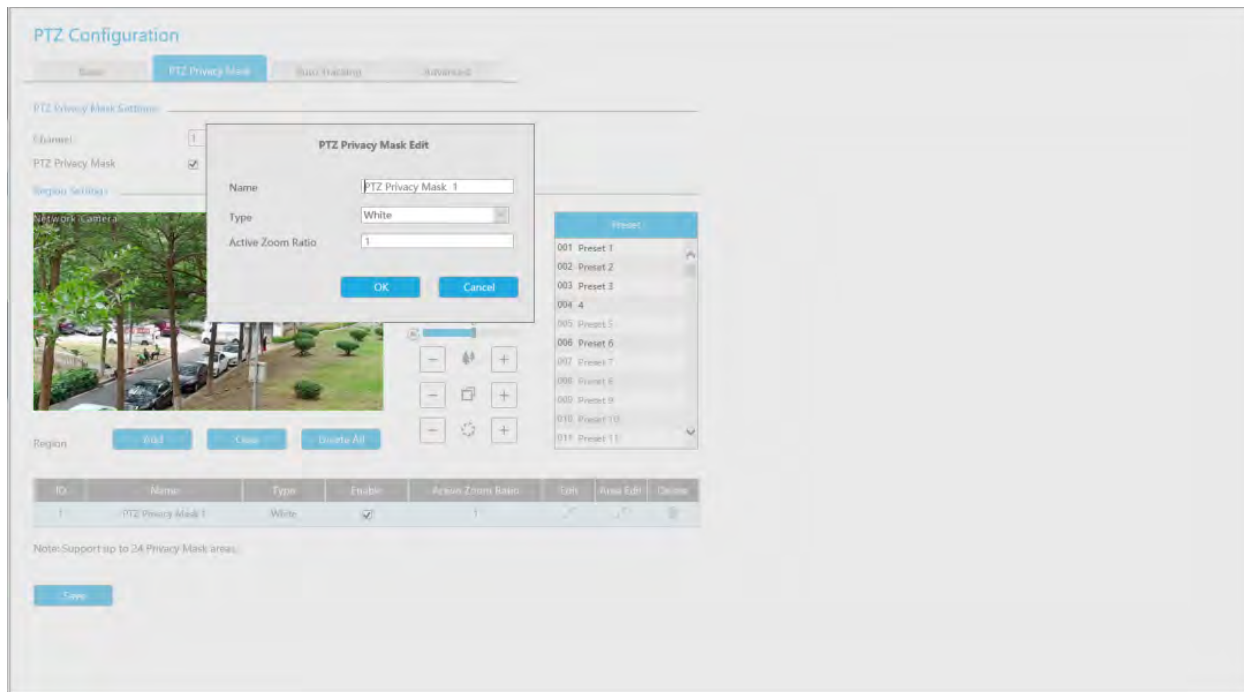 PTZ Configuration
Basic PTZ Privacy Mask Auto Tracking Advanced
PTZ Privacy Mask Settings
Channel 1
PTZ Privacy Mask
PTZ Privacy Mask Edit
Name PTZ Privacy Mask 1
Type White
Active Zoom Ratio 1
OK Cancel
Region Settings
Network Camera
Preset
001 Preset 1
002 Preset 2
003 Preset 3
004 4
005 Preset 5
006 Preset 6
007 Preset 7
008 Preset 8
009 Preset 9
010 Preset 10
011 Preset 11
Region Add Clear Delete All
ID Name Type Enable Active Zoom Ratio Edit Area Edit Delete
1 PTZ Privacy Mask 1 White 1
Note: Support up to 24 Privacy Mask areas.
Save